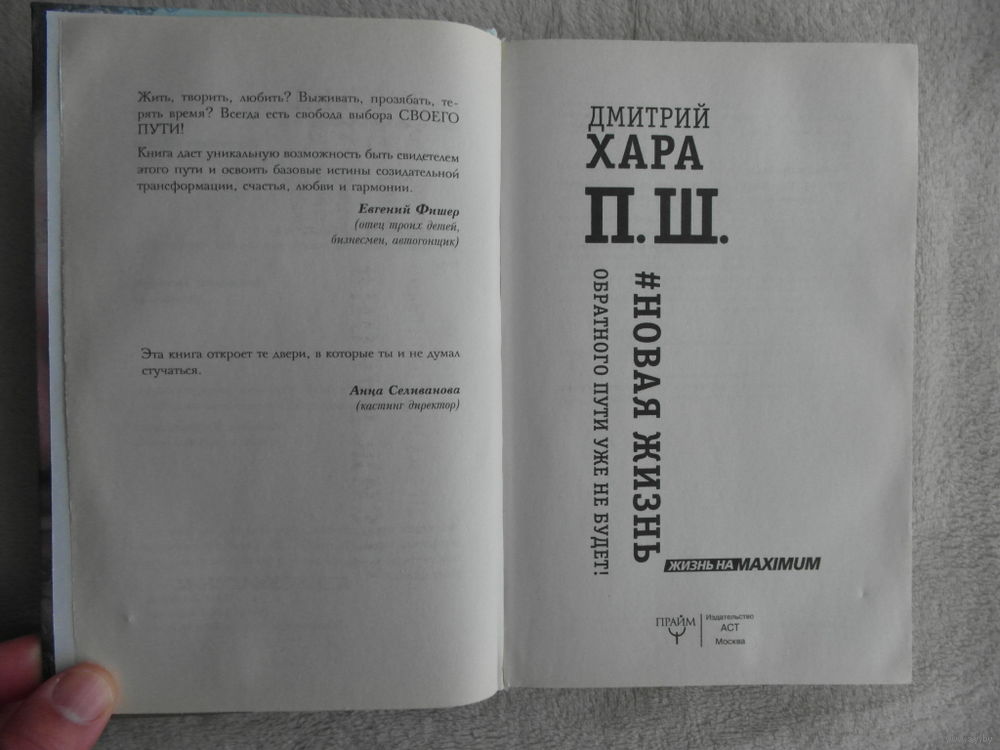 Жить, творить, любить? Выживать, прозябать, те-
рять время? Всегда есть свобода выбора СВОЕГО
ПУТИ!
Книга дает уникальную возможность быть свидетелем
этого пути и освоить базовые истины созидательной
трансформации, счастья, любви и гармонии.
Евгений Фишер
(отец троих детей,
бизнесмен, автогонщик)
Эта книга откроет те двери, в которые ты и не думал
стучаться.
Анна Селиванова
(кастинг директор)
ДМИТРИЙ
ХАРА
П. Ш.
#НОВАЯ ЖИЗНЬ
ОБРАТНОГО ПУТИ УЖЕ НЕ БУДЕТ!
ЖИЗНЬ НА MAXIMUM
ПРАЙМ
Издательство
АСТ
Москва